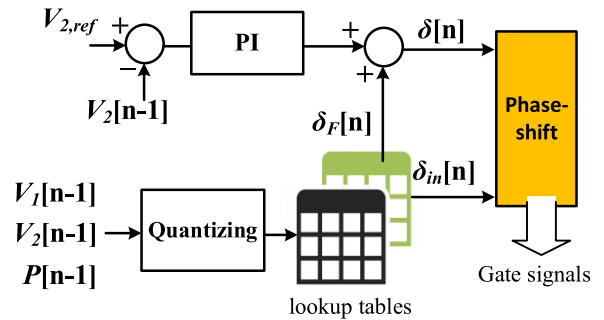 V2,ref
+
−
V2[n-1]
PI
+
+
δ[n]
δF[n]
δin[n]
Phase-
shift
V1[n-1]
V2[n-1]
P[n-1]
Quantizing
lookup tables
Gate signals